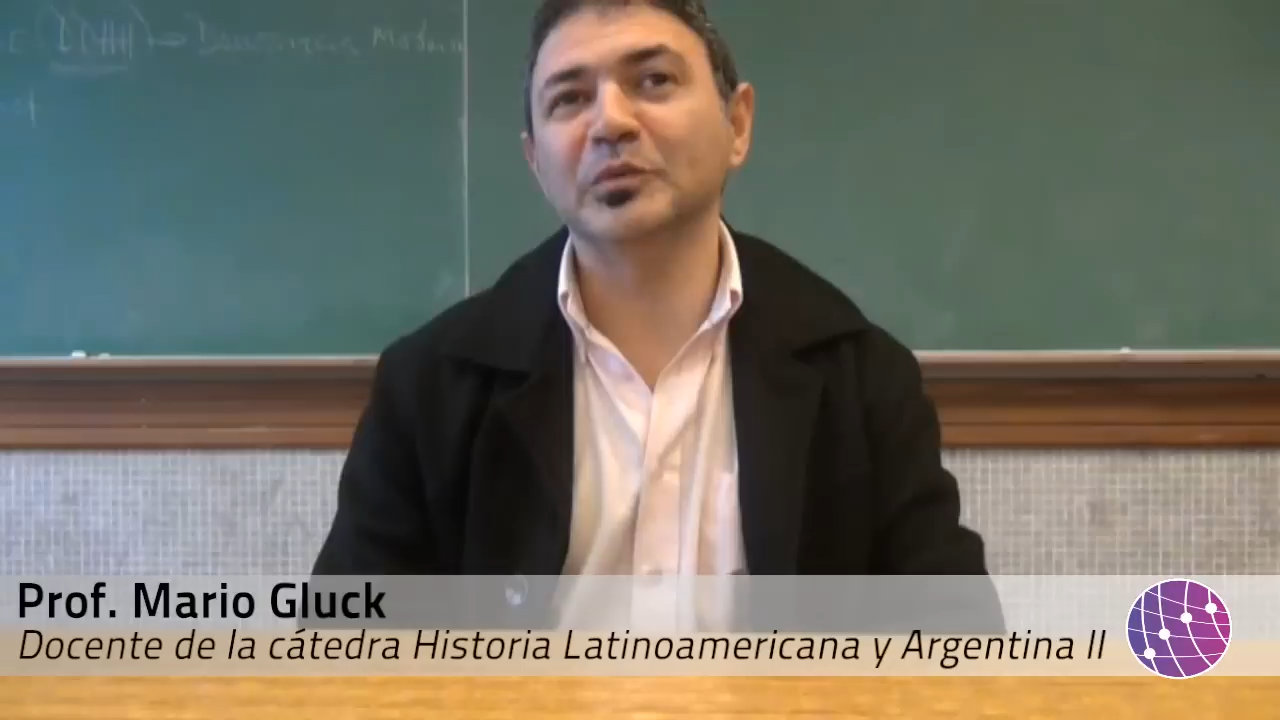 Prof. Mario Gluck
Docente de la cátedra Historia Latinoamericana y Argentina II